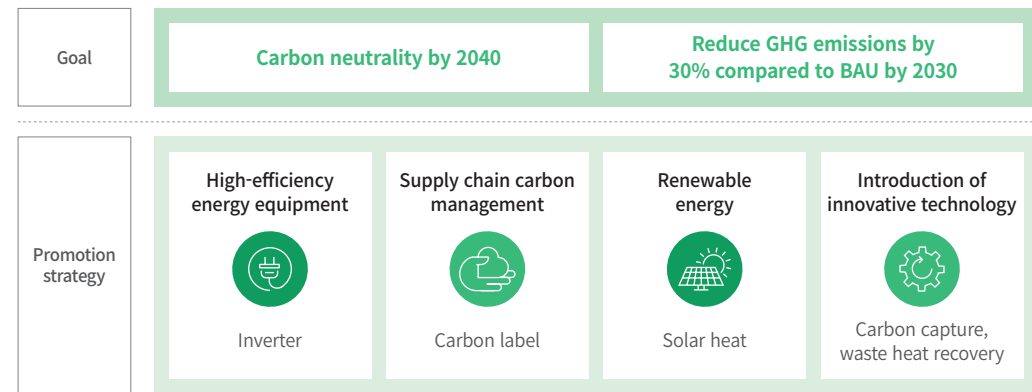 Goal
Carbon neutrality by 2040
Reduce GHG emissions by
30% compared to BAU by 2030
Promotion
strategy
High-efficiency
energy equipment
Inverter
Supply chain carbon
management
Carbon label
Renewable
energy
Solar heat
Introduction of
innovative technology
Carbon capture,
waste heat recovery